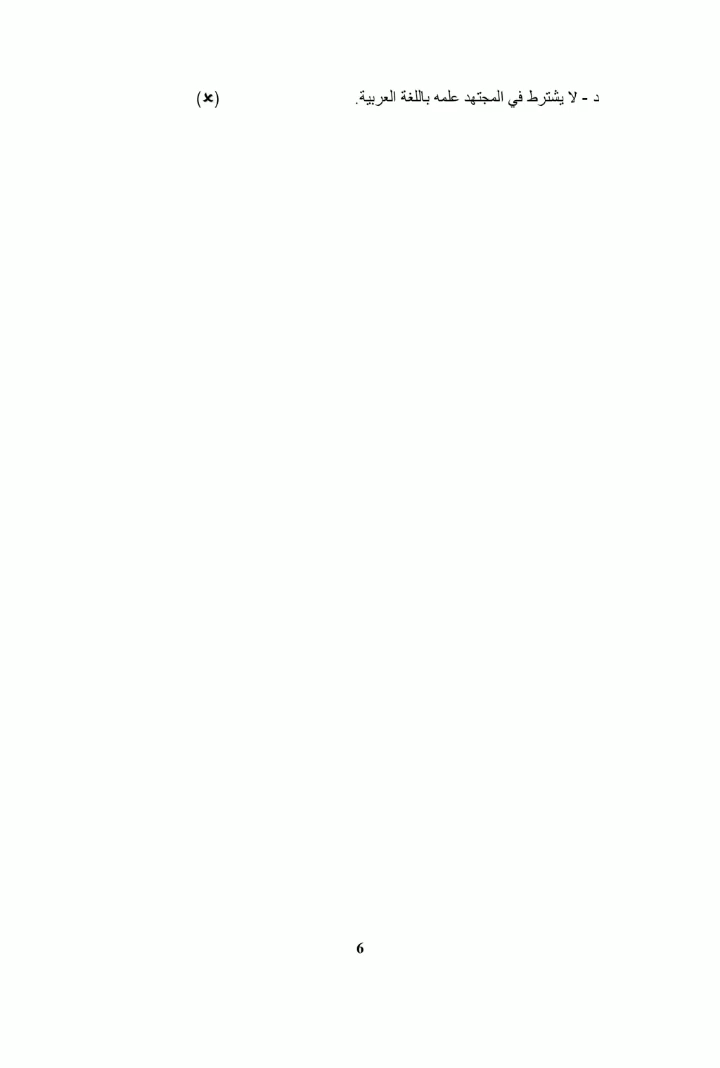 د - لا يشترط في المجتهد علمه باللغة العربية. (×)
6